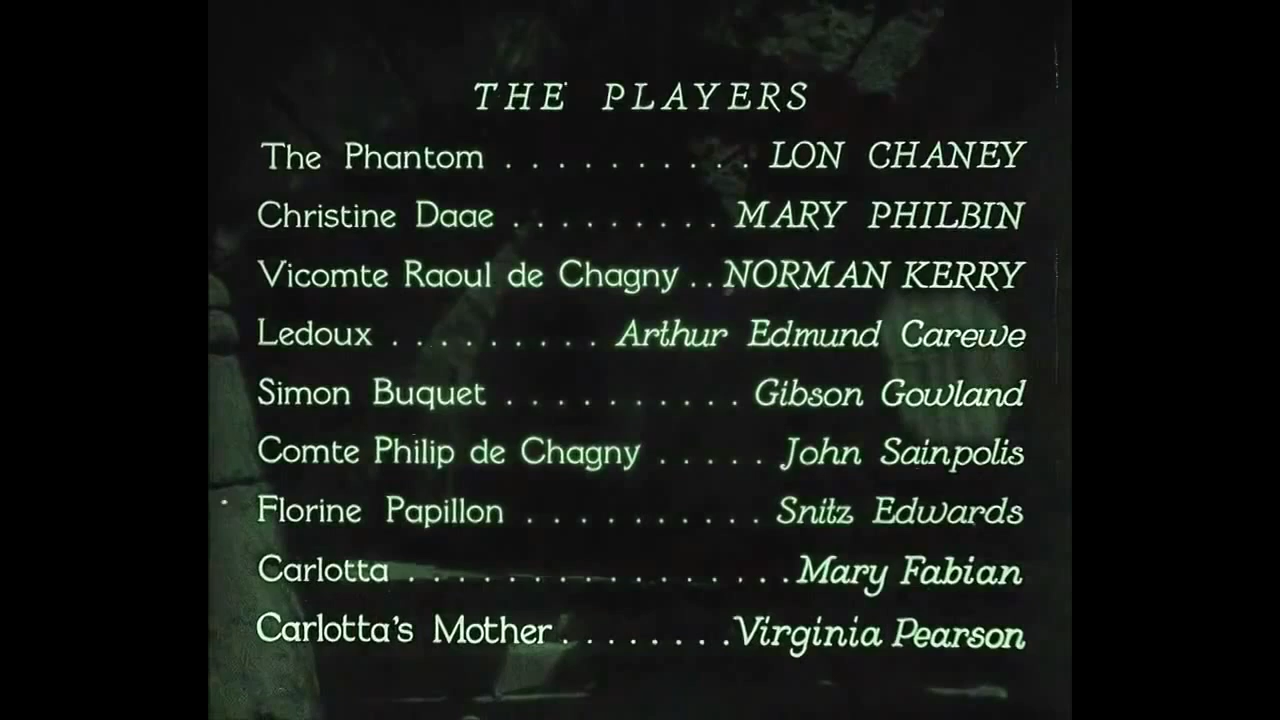 THE PLAYERS
The Phantom . . . . . . . . . . LON CHANEY
Christine Daae . . . . . . . . . MARY PHILBIN
Vicomte Raoul de Chagny . . NORMAN KERRY
Ledoux . . . . . . . . . Arthur Edmund Carewe
Simon Buquet . . . . . . . . . . Gibson Gowland
Comte Philip de Chagny . . . . . John Sainpolis
Florine Papillon . . . . . . . . . . Snitz Edwards
Carlotta . . . . . . . . . . . . . . . . Mary Fabian
Carlotta's Mother . . . . . . . . Virginia Pearson